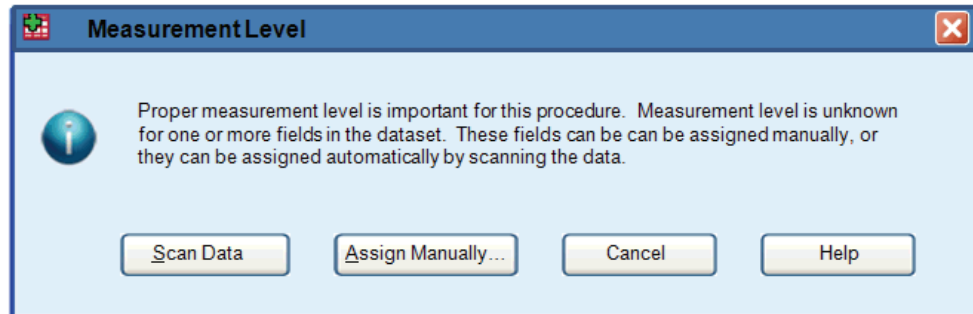 Measurement Level
Proper measurement level is important for this procedure. Measurement level is unknown
for one or more fields in the dataset. These fields can be can be assigned manually, or
they can be assigned automatically by scanning the data.
Scan Data Assign Manually... Cancel Help